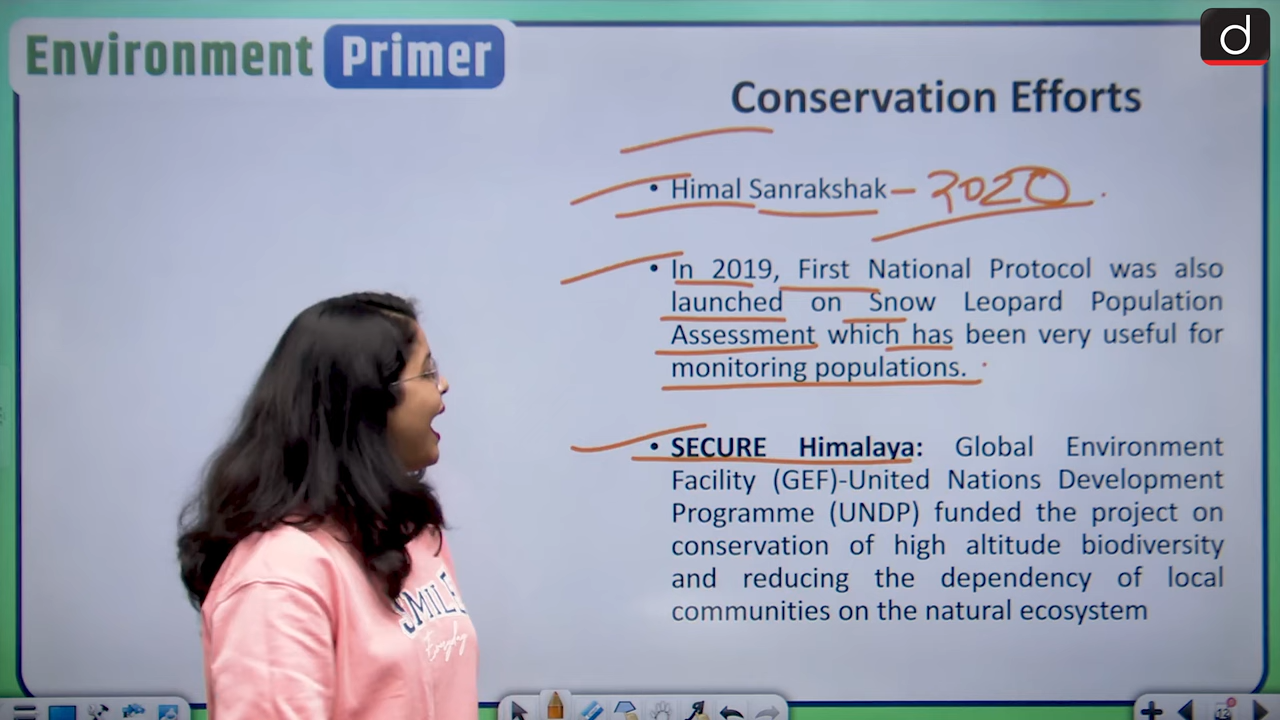 Environment Primer
d
Conservation Efforts
• Himal Sanrakshak – 2020
• In 2019, First National Protocol was also
launched on Snow Leopard Population
Assessment which has been very useful for
monitoring populations.
• SECURE Himalaya: Global Environment
Facility (GEF)-United Nations Development
Programme (UNDP) funded the project on
conservation of high altitude biodiversity
and reducing the dependency of local
communities on the natural ecosystem
SMILE
Everyday
12